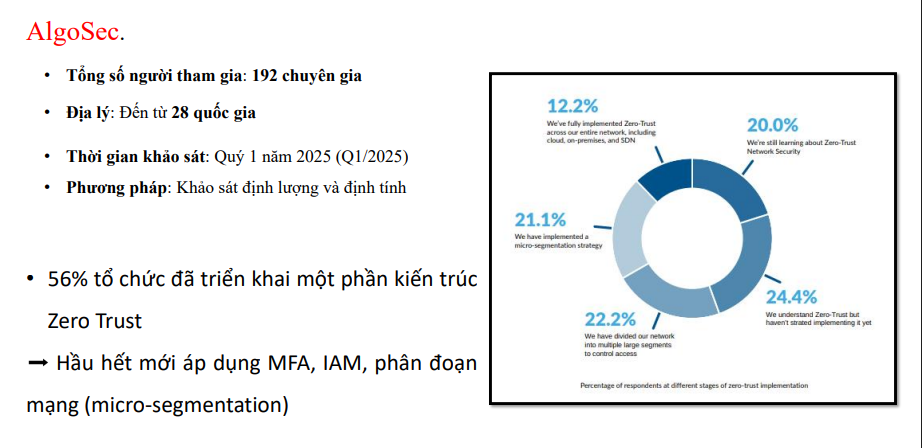 AlgoSec.
• Tổng số người tham gia: 192 chuyên gia
• Địa lý: Đến từ 28 quốc gia
• Thời gian khảo sát: Quý 1 năm 2025 (Q1/2025)
• Phương pháp: Khảo sát định lượng và định tính
• 56% tổ chức đã triển khai một phần kiến trúc
Zero Trust
➞ Hầu hết mới áp dụng MFA, IAM, phân đoạn
mạng (micro-segmentation)
12.2%
We've fully implemented Zero-Trust
across our entire network, including
cloud, on-premises, and SDN
20.0%
We're still learning about Zero-Trust
Network Security
21.1%
We have implemented a
micro-segmentation strategy
24.4%
We understand Zero-Trust but
haven't strated implementing it yet
22.2%
We have divided our network
into multiple large segments
to control access
Percentage of respondents at different stages of zero-trust implementation